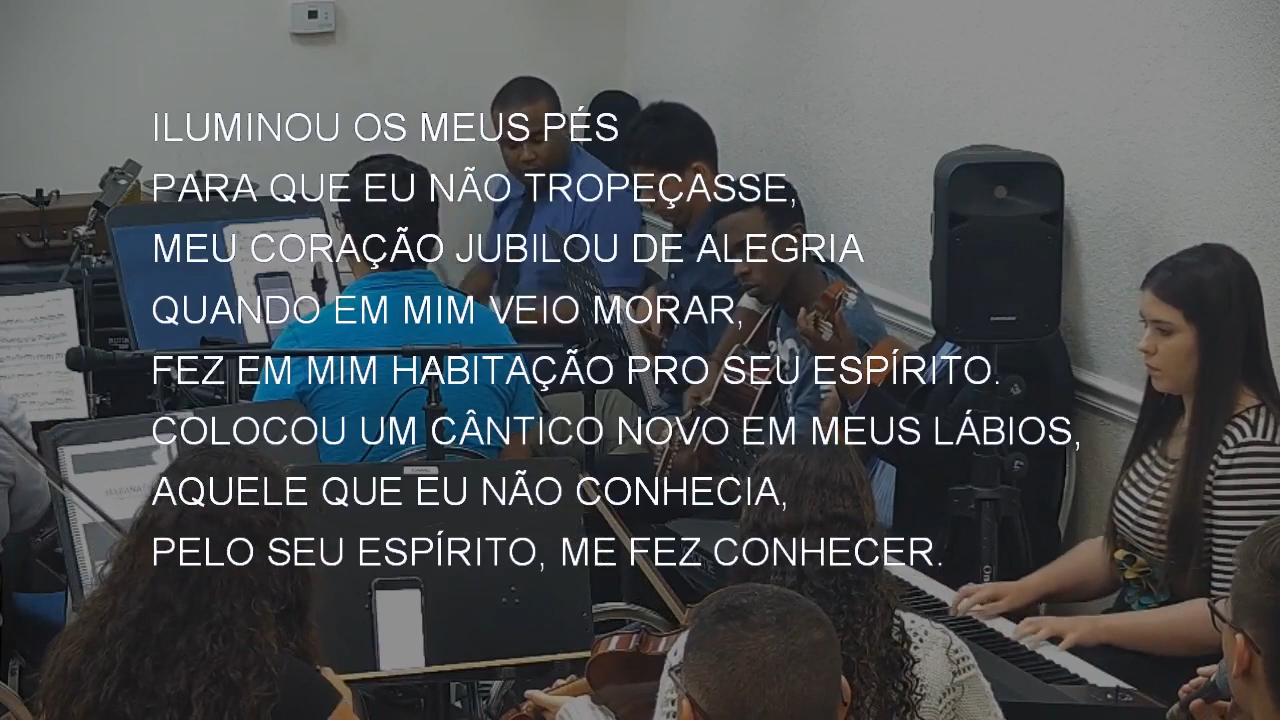 ILUMINOU OS MEUS PÉS
PARA QUE EU NÃO TROPEÇASSE,
MEU CORAÇÃO JUBILOU DE ALEGRIA
QUANDO EM MIM VEIO MORAR,
FEZ EM MIM HABITAÇÃO PRO SEU ESPÍRITO.
COLOCOU UM CÂNTICO NOVO EM MEUS LÁBIOS,
AQUELE QUE EU NÃO CONHECIA,
PELO SEU ESPÍRITO, ME FEZ CONHECER.